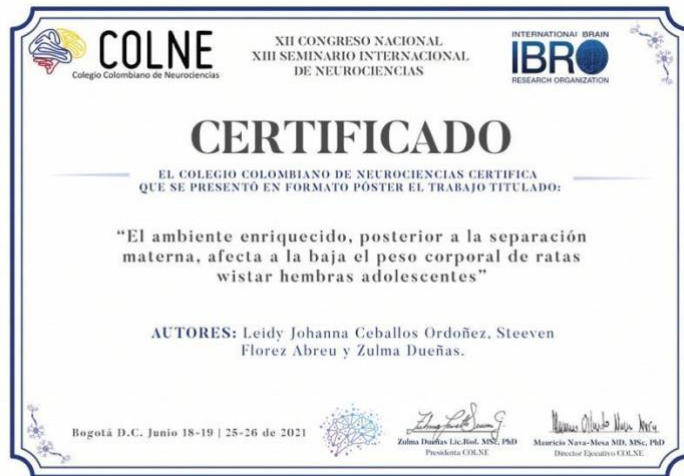 COLNE
Colegio Colombiano de Neurociencias
XII CONGRESO NACIONAL
XIII SEMINARIO INTERNACIONAL
DE NEUROCIENCIAS
INTERNATIONAL BRAIN
IBRO
RESEARCH ORGANIZATION
CERTIFICADO
EL COLEGIO COLOMBIANO DE NEUROCIENCIAS CERTIFICA
QUE SE PRESENTÓ EN FORMATO PÓSTER EL TRABAJO TITULADO:
“El ambiente enriquecido, posterior a la separación
materna, afecta a la baja el peso corporal de ratas
wistar hembras adolescentes”
AUTORES: Leidy Johanna Ceballos Ordoñez, Steeven
Florez Abreu y Zulma Dueñas.
Bogotá D.C. Junio 18-19 | 25-26 de 2021
Zulma Dueñas Lic.Biol. MSc, PhD
Presidenta COLNE
Mauricio Nava-Mesa MD, MSc, PhD
Director Ejecutivo COLNE